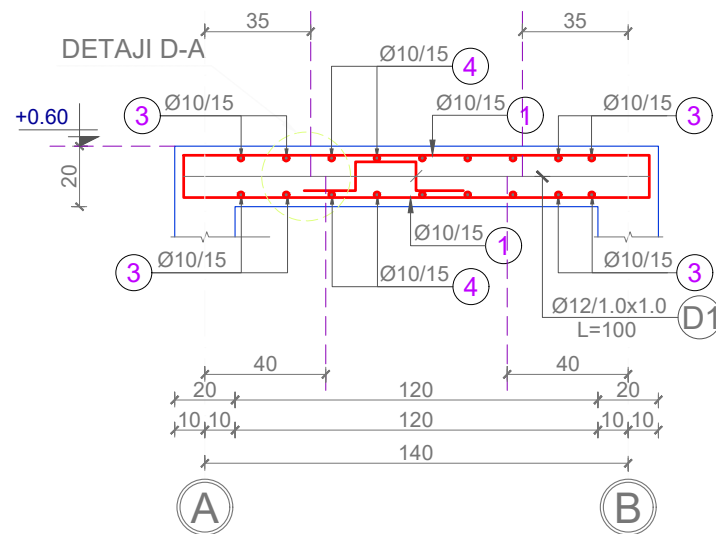 35 35
DETAJI D-A
Ø10/15 4
+0.60
3 Ø10/15 Ø10/15 1 Ø10/15 3
20
Ø10/15 1
3 Ø10/15 Ø10/15 4 Ø10/15 3
Ø12/1.0x1.0 D1
L=100
40 40
20 120 20
10 10 120 10 10
140
A B